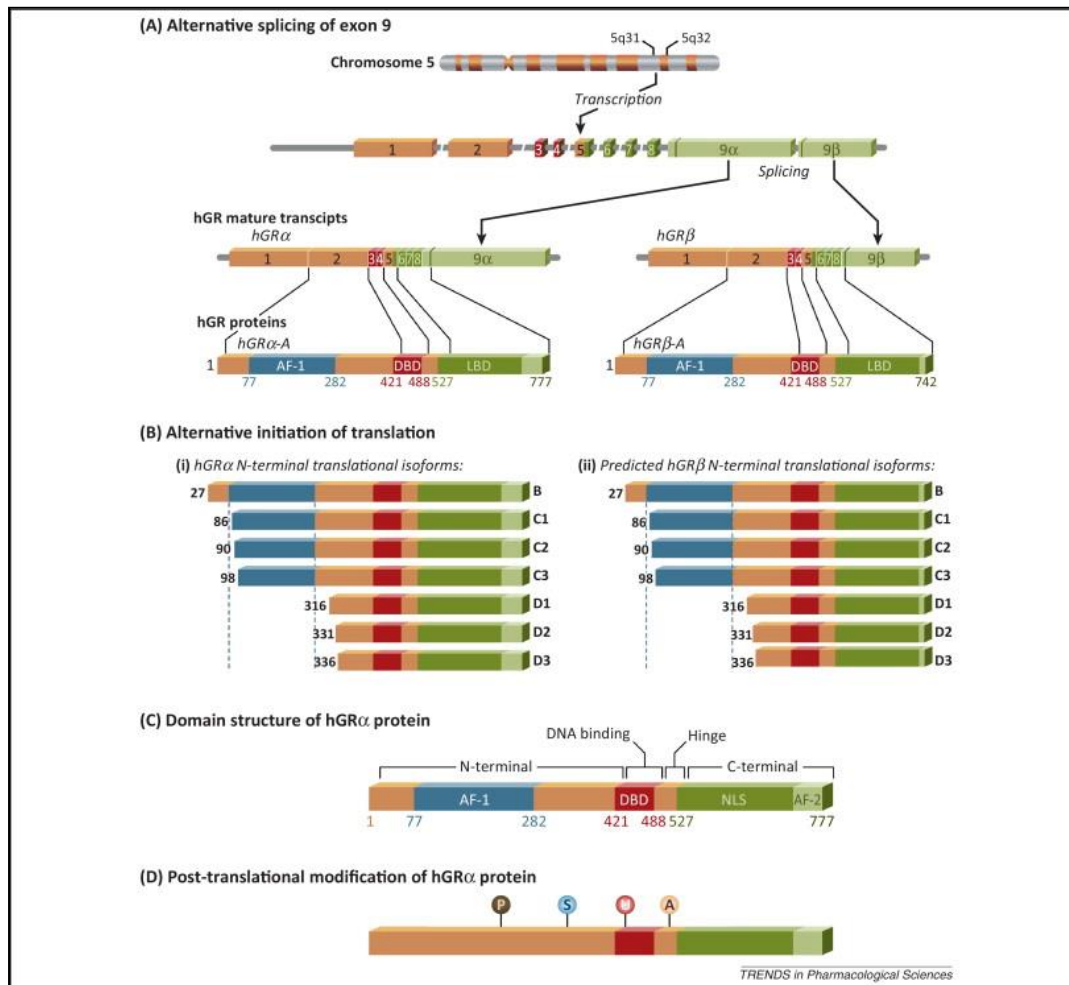 (A) Alternative splicing of exon 9
5q31 5q32
Chromosome 5
Transcription
1 2 3 4 5 6 7 8 9α 9β
Splicing
hGR mature transcipts
hGRα hGRβ
1 2 3 4 5 6 7 8 9α 1 2 3 4 5 6 7 8 9β
hGR proteins
hGRα-A hGRβ-A
1 AF-1 DBD LBD 1 AF-1 DBD LBD
77 282 421 488 527 777 77 282 421 488 527 742
(B) Alternative initiation of translation
(i) hGRα N-terminal translational isoforms: (ii) Predicted hGRβ N-terminal translational isoforms:
27 B 27 B
86 C1 86 C1
90 C2 90 C2
98 C3 98 C3
316 D1 316 D1
331 D2 331 D2
336 D3 336 D3
(C) Domain structure of hGRα protein
DNA binding Hinge
N-terminal C-terminal
AF-1 DBD NLS AF-2
1 77 282 421 488 527 777
(D) Post-translational modification of hGRα protein
P S A
TRENDS in Pharmacological Sciences